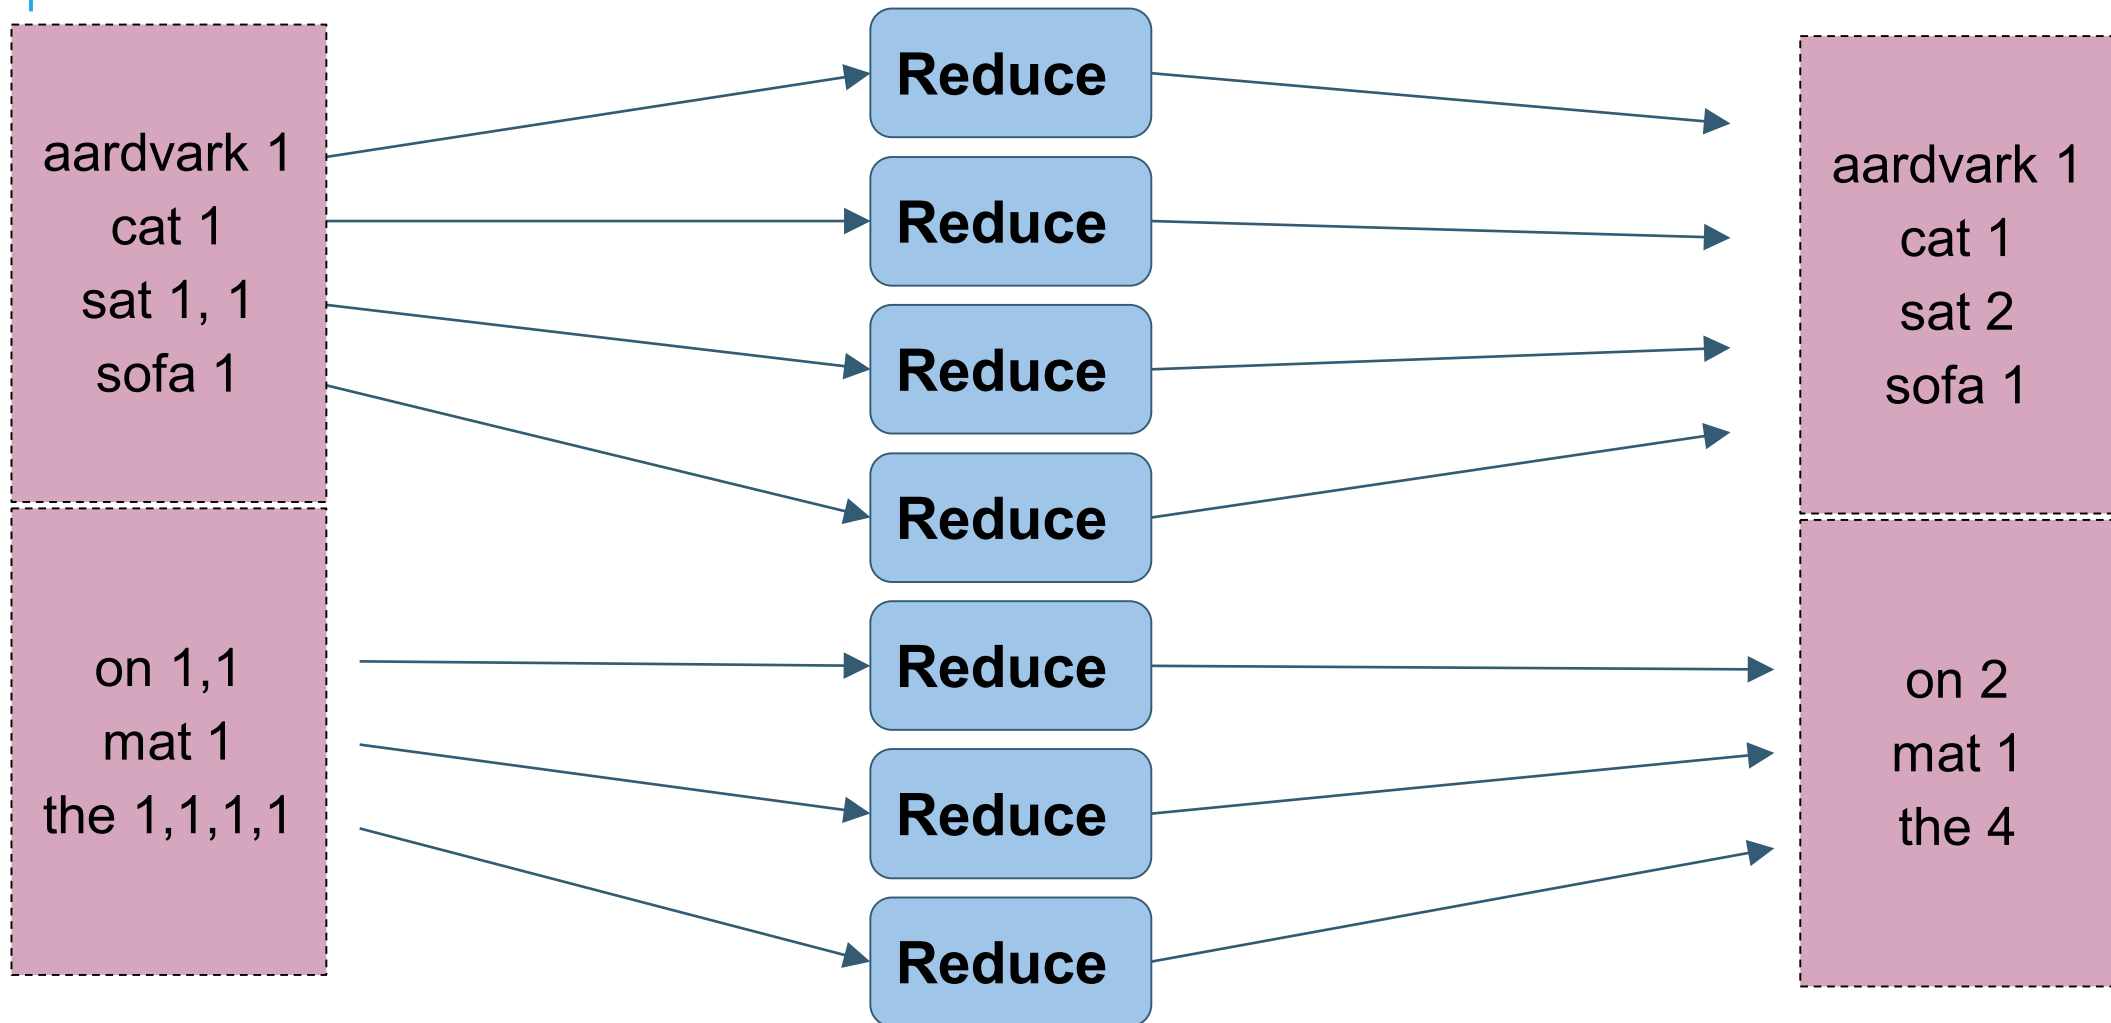 aardvark 1
cat 1
sat 1, 1
sofa 1
on 1,1
mat 1
the 1,1,1,1
Reduce
Reduce
Reduce
Reduce
Reduce
Reduce
Reduce
aardvark 1
cat 1
sat 2
sofa 1
on 2
mat 1
the 4